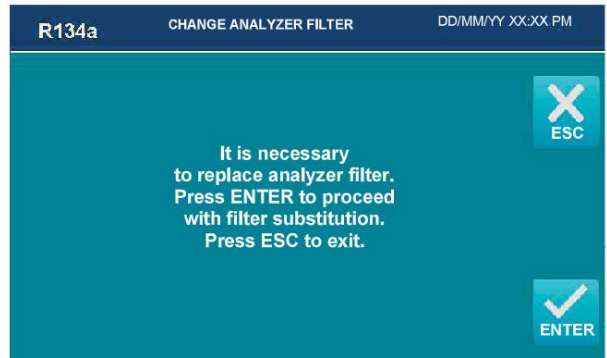 R134a
CHANGE ANALYZER FILTER
DD/MM/YY XX:XX PM
ESC
It is necessary
to replace analyzer filter.
Press ENTER to proceed
with filter substitution.
Press ESC to exit.
ENTER